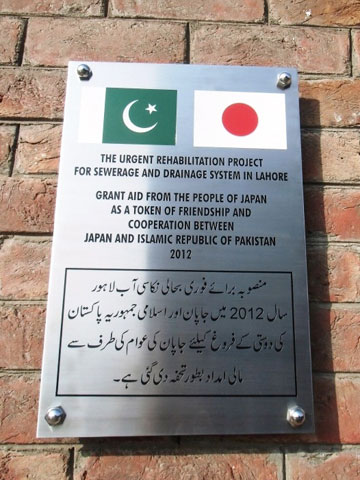 THE URGENT REHABILITATION PROJECT
FOR SEWERAGE AND DRAINAGE SYSTEM IN LAHORE
GRANT AID FROM THE PEOPLE OF JAPAN
AS A TOKEN OF FRIENDSHIP AND
COOPERATION BETWEEN
JAPAN AND ISLAMIC REPUBLIC OF PAKISTAN
2012
منصوبہ برائے فوری بحالی نکاسی آب لاہور
سال 2012 میں جاپان اور اسلامی جمہوریہ پاکستان
کی دوستی کے فروغ کیلئے جاپان کی عوام کی طرف سے
مالی امداد بطور تحفہ دی گئی ہے۔